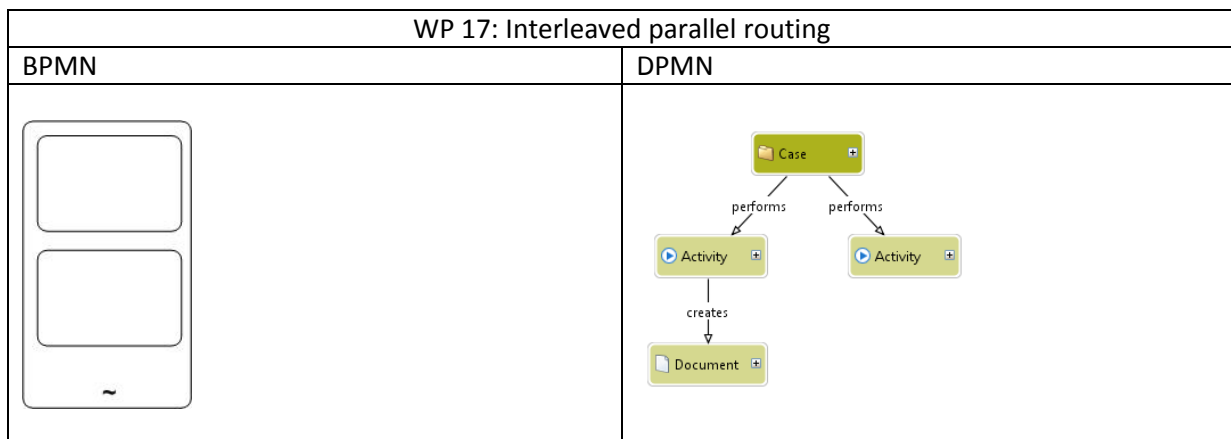 WP 17: Interleaved parallel routing
BPMN
DPMN
Case
performs
performs
Activity
Activity
creates
Document
~